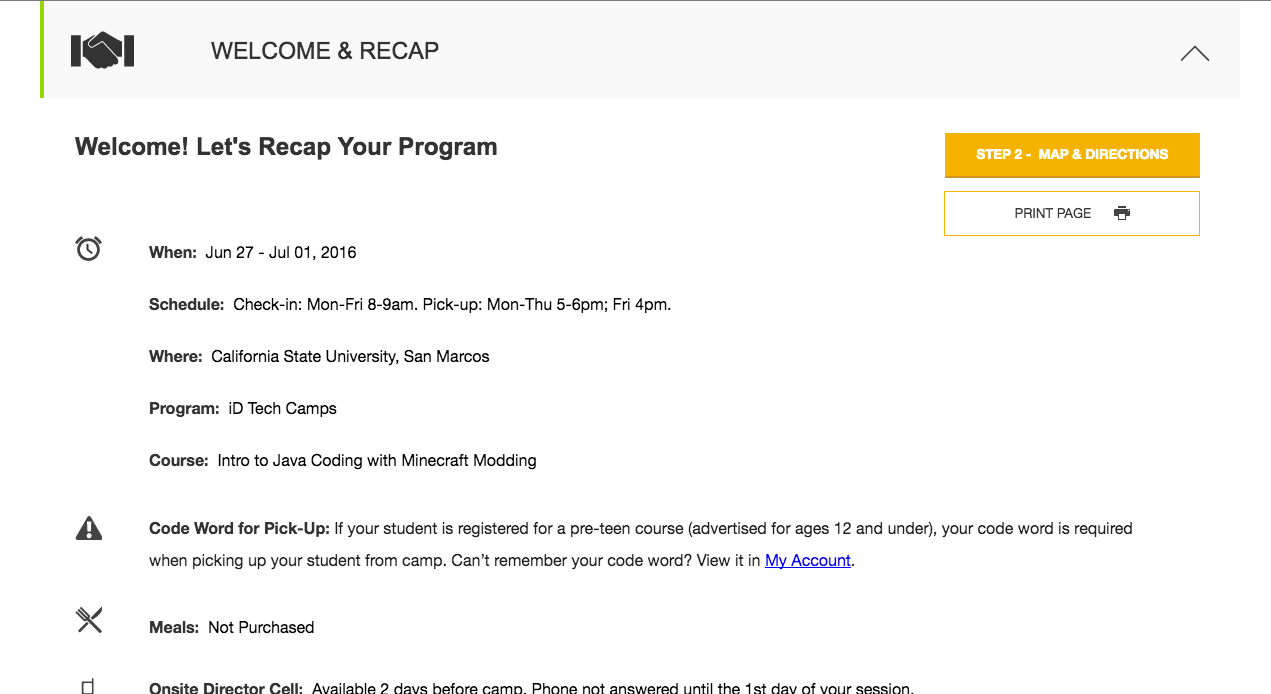 WELCOME & RECAP
Welcome! Let's Recap Your Program
STEP 2 - MAP & DIRECTIONS
PRINT PAGE
When: Jun 27 - Jul 01, 2016
Schedule: Check-in: Mon-Fri 8-9am. Pick-up: Mon-Thu 5-6pm; Fri 4pm.
Where: California State University, San Marcos
Program: iD Tech Camps
Course: Intro to Java Coding with Minecraft Modding
Code Word for Pick-Up: If your student is registered for a pre-teen course (advertised for ages 12 and under), your code word is required
when picking up your student from camp. Can’t remember your code word? View it in My Account.
Meals: Not Purchased
Onsite Director Cell: Available 2 days before camp. Phone not answered until the 1st day of your session.